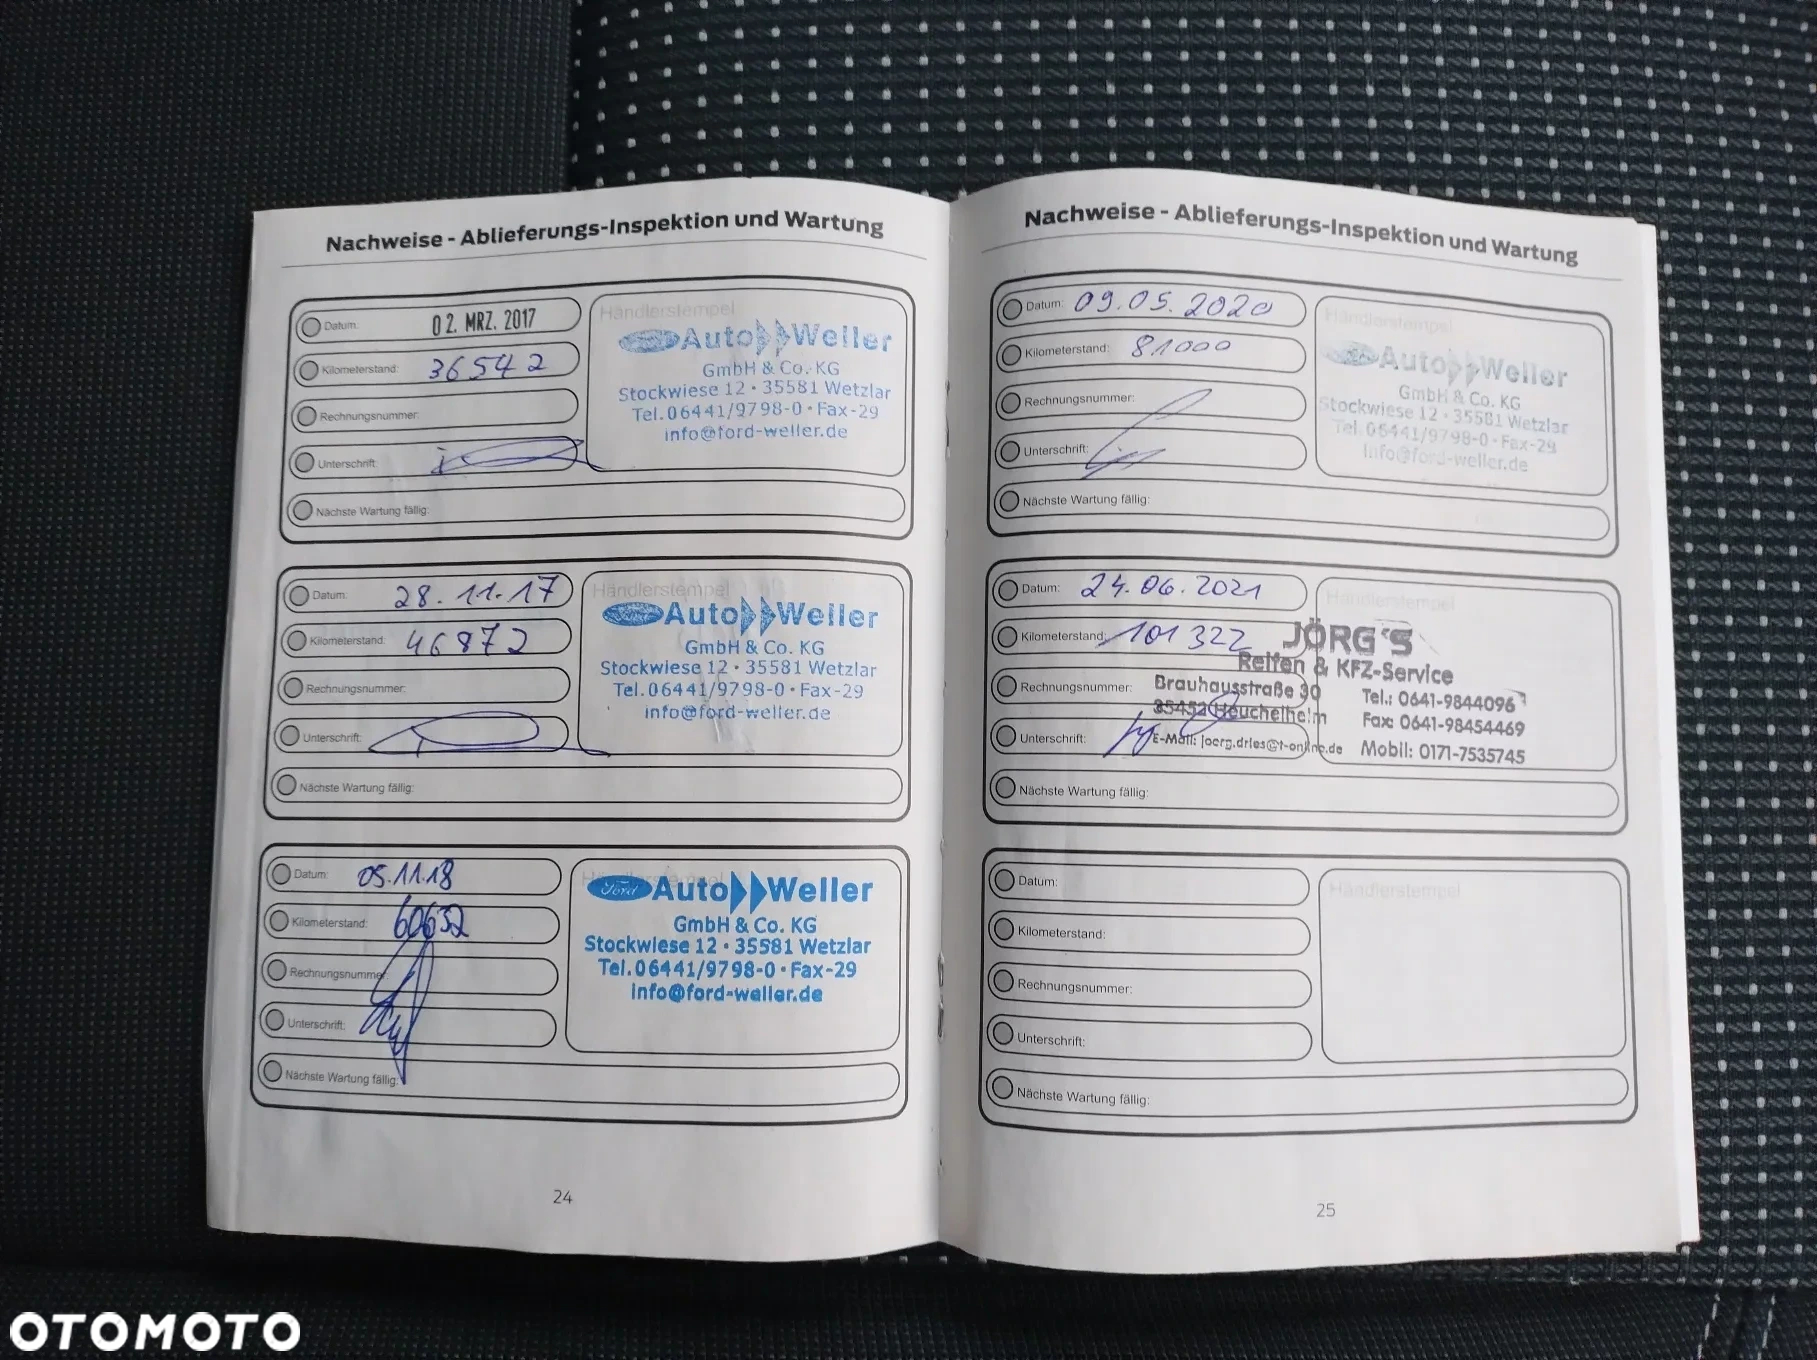 Nachweise - Ablieferungs-Inspektion und Wartung
Datum: 02. MRZ. 2017
Kilometerstand: 36542
Rechnungsnummer:
Unterschrift:
Nächste Wartung fällig:
Händlerstempel
Auto Weller
GmbH & Co. KG
Stockwiese 12 • 35581 Wetzlar
Tel.06441/9798-0 • Fax-29
info@ford-weller.de
Datum: 28.11.17
Kilometerstand: 46872
Rechnungsnummer:
Unterschrift:
Nächste Wartung fällig:
Händlerstempel
Ford Auto Weller
GmbH & Co. KG
Stockwiese 12 • 35581 Wetzlar
Tel.06441/9798-0 • Fax-29
info@ford-weller.de
Datum: 05.11.18
Kilometerstand: 60632
Rechnungsnummer
Unterschrift:
Nächste Wartung fällig:
Händlerstempel
Ford Auto Weller
GmbH & Co. KG
Stockwiese 12 • 35581 Wetzlar
Tel.06441/9798-0 • Fax-29
info@ford-weller.de
24
Nachweise - Ablieferungs-Inspektion und Wartung
Datum: 09.05.2020
Kilometerstand: 81000
Rechnungsnummer:
Unterschrift:
Nächste Wartung fällig:
Händlerstempel
Auto Weller
GmbH & Co. KG
Stockwiese 12 • 35581 Wetzlar
Tel.06441/9798-0 • Fax-29
info@ford-weller.de
Datum: 24.06.2021
Kilometerstand: 101322
Rechnungsnummer:
Unterschrift:
Nächste Wartung fällig:
Händlerstempel
JÖRG'S
Reifen & KFZ-Service
Brauhausstraße 30
35452 Heuchelheim
E-Mail: joerg.dries@t-online.de
Tel.: 0641-9844096
Fax: 0641-98454469
Mobil: 0171-7535745
Datum:
Kilometerstand:
Rechnungsnummer:
Unterschrift:
Nächste Wartung fällig:
Händlerstempel
25
OTOMOTO